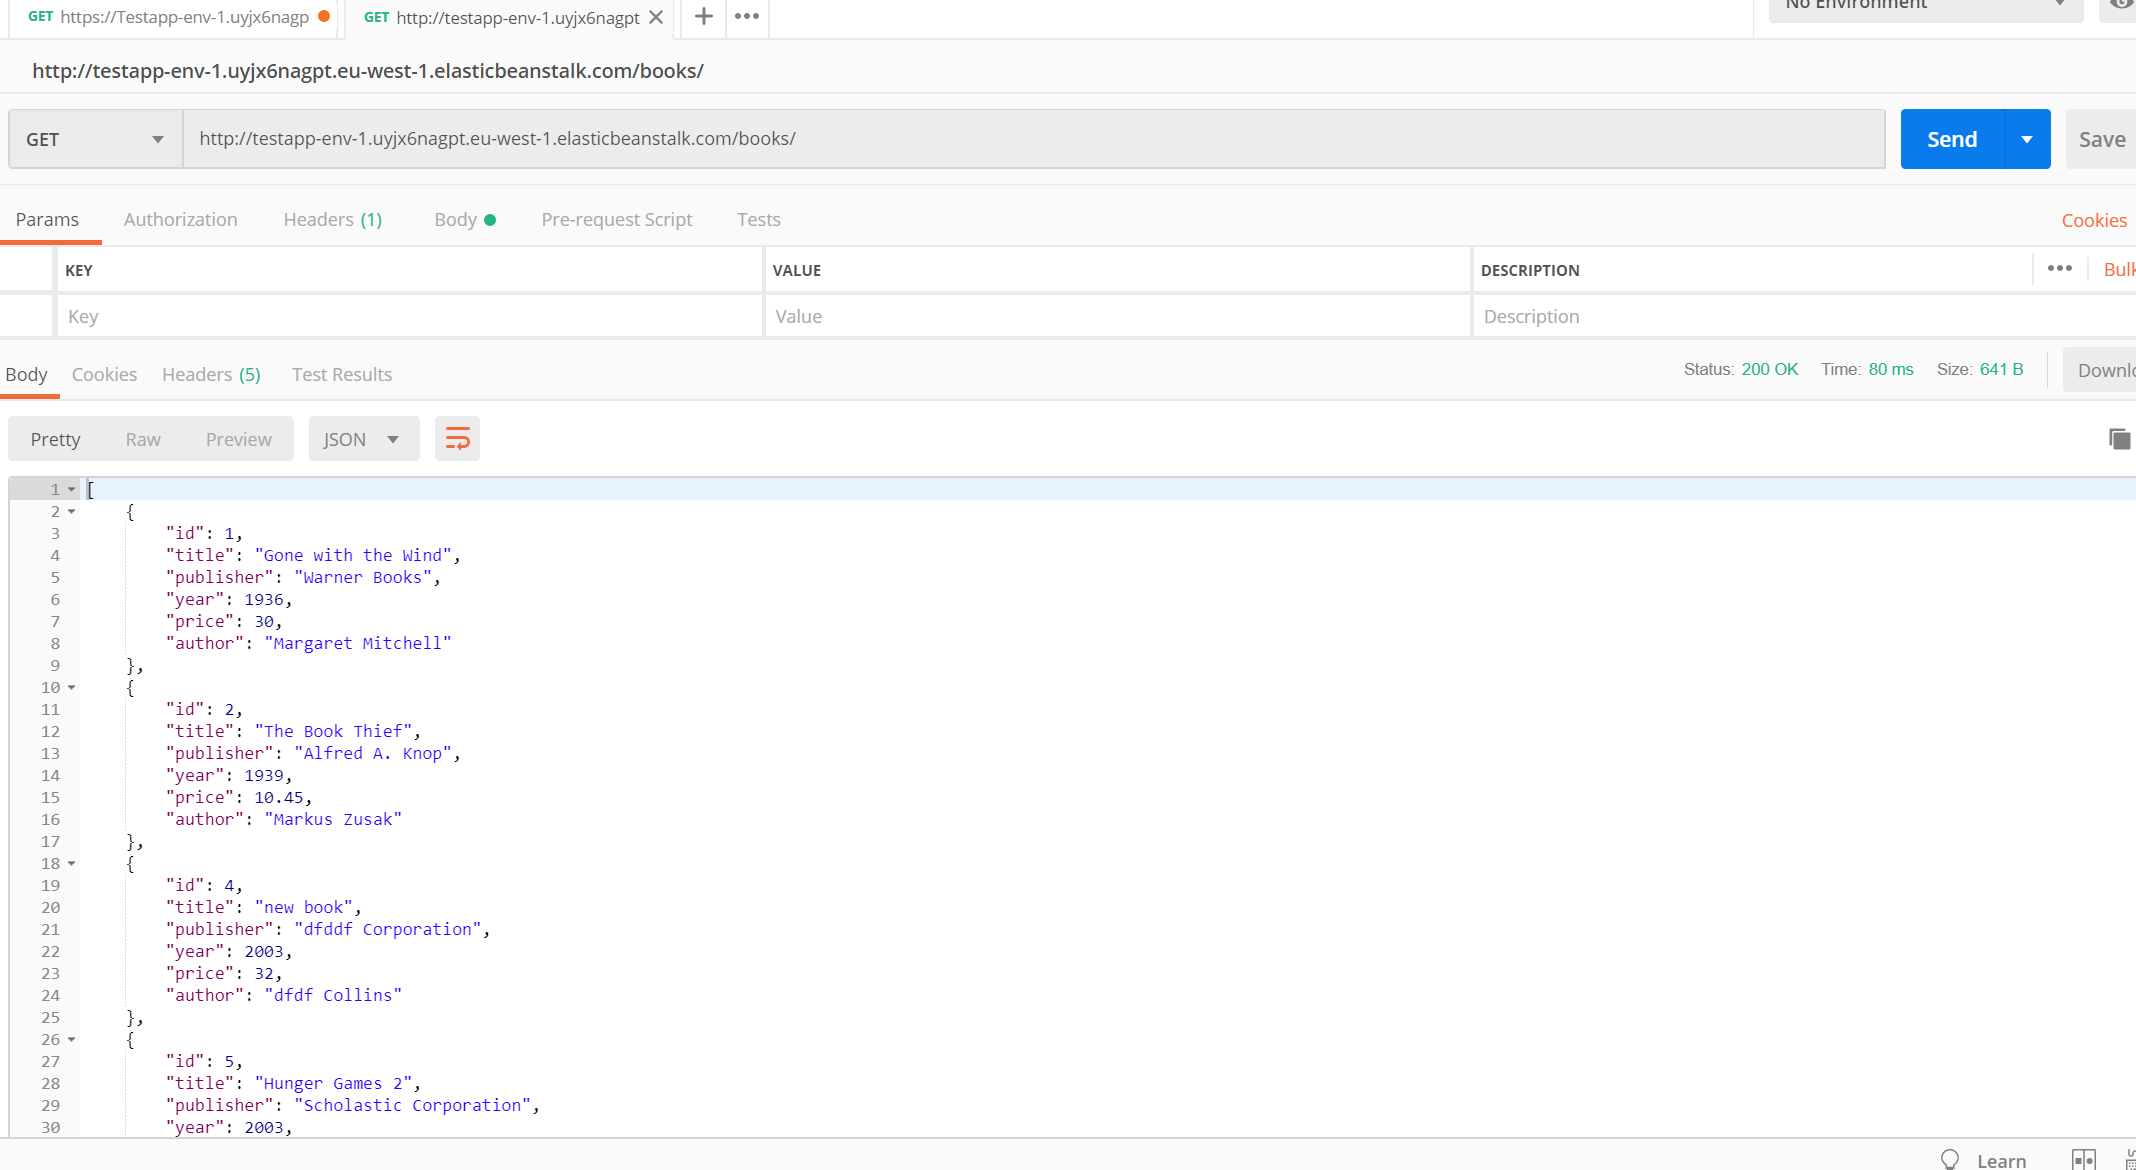 GET https://Testapp-env-1.uyjx6nagp GET http://testapp-env-1.uyjx6nagpt No Environment
http://testapp-env-1.uyjx6nagpt.eu-west-1.elasticbeanstalk.com/books/
GET http://testapp-env-1.uyjx6nagpt.eu-west-1.elasticbeanstalk.com/books/ Send Save
Params Authorization Headers (1) Body Pre-request Script Tests Cookies
KEY VALUE DESCRIPTION Bulk
Key Value Description
Body Cookies Headers (5) Test Results Status: 200 OK Time: 80 ms Size: 641 B Downlo
Pretty Raw Preview JSON
1 [
2 {
3 "id": 1,
4 "title": "Gone with the Wind",
5 "publisher": "Warner Books",
6 "year": 1936,
7 "price": 30,
8 "author": "Margaret Mitchell"
9 },
10 {
11 "id": 2,
12 "title": "The Book Thief",
13 "publisher": "Alfred A. Knop",
14 "year": 1939,
15 "price": 10.45,
16 "author": "Markus Zusak"
17 },
18 {
19 "id": 4,
20 "title": "new book",
21 "publisher": "dfddf Corporation",
22 "year": 2003,
23 "price": 32,
24 "author": "dfdf Collins"
25 },
26 {
27 "id": 5,
28 "title": "Hunger Games 2",
29 "publisher": "Scholastic Corporation",
30 "year": 2003,
Learn